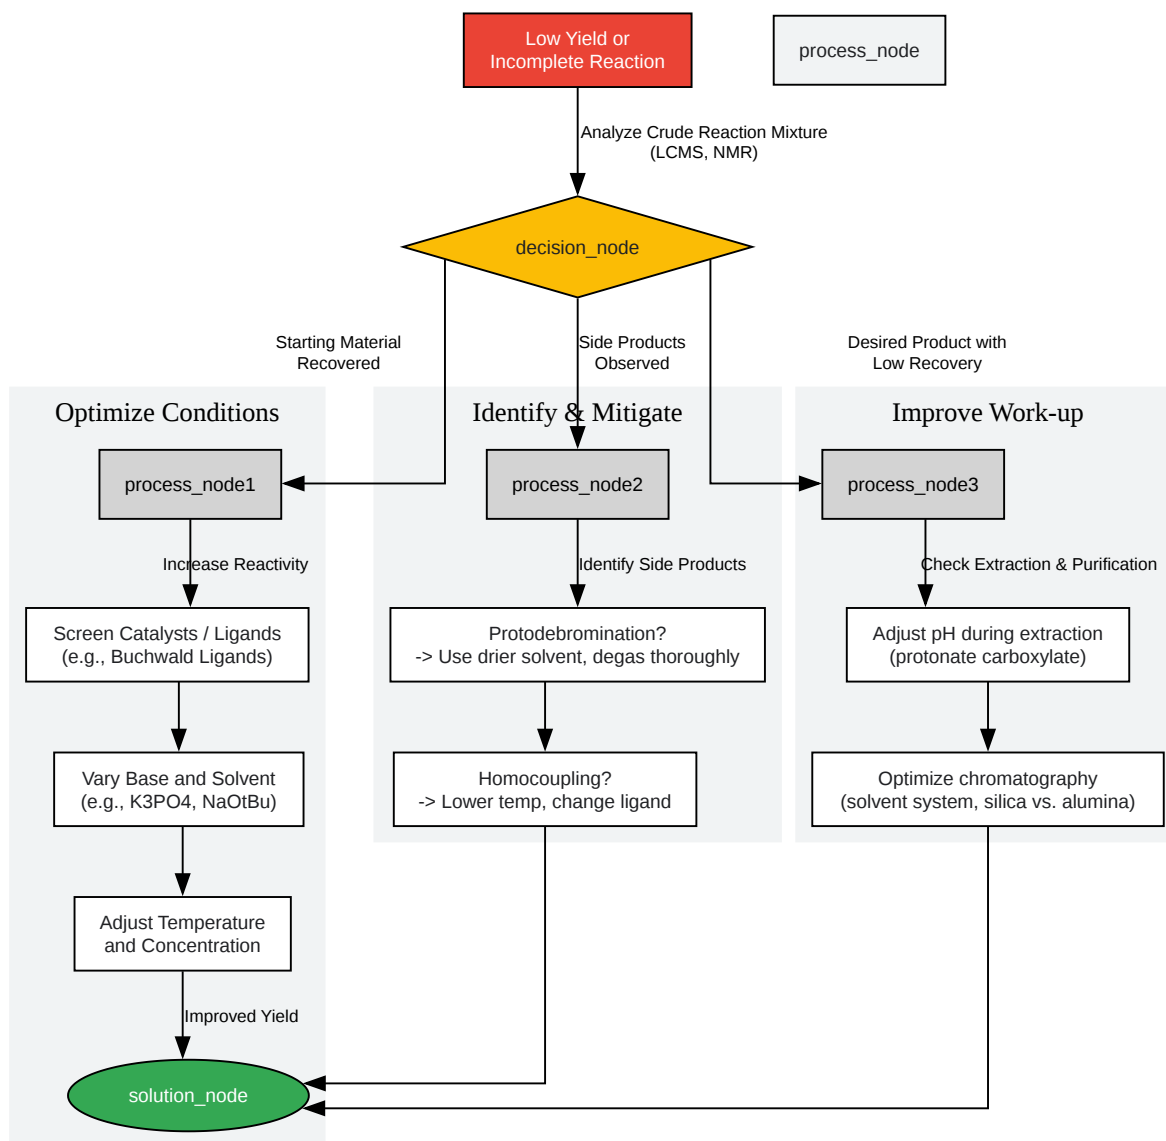 Low Yield or
Incomplete Reaction
process_node
Analyze Crude Reaction Mixture
(LCMS, NMR)
decision_node
Starting Material
Recovered
Side Products
Observed
Desired Product with
Low Recovery
Optimize Conditions
Identify & Mitigate
Improve Work-up
process_node1
process_node2
process_node3
Increase Reactivity
Identify Side Products
Check Extraction & Purification
Screen Catalysts / Ligands
(e.g., Buchwald Ligands)
Protodebromination?
-> Use drier solvent, degas thoroughly
Adjust pH during extraction
(protonate carboxylate)
Vary Base and Solvent
(e.g., K3PO4, NaOtBu)
Homocoupling?
-> Lower temp, change ligand
Optimize chromatography
(solvent system, silica vs. alumina)
Adjust Temperature
and Concentration
Improved Yield
solution_node